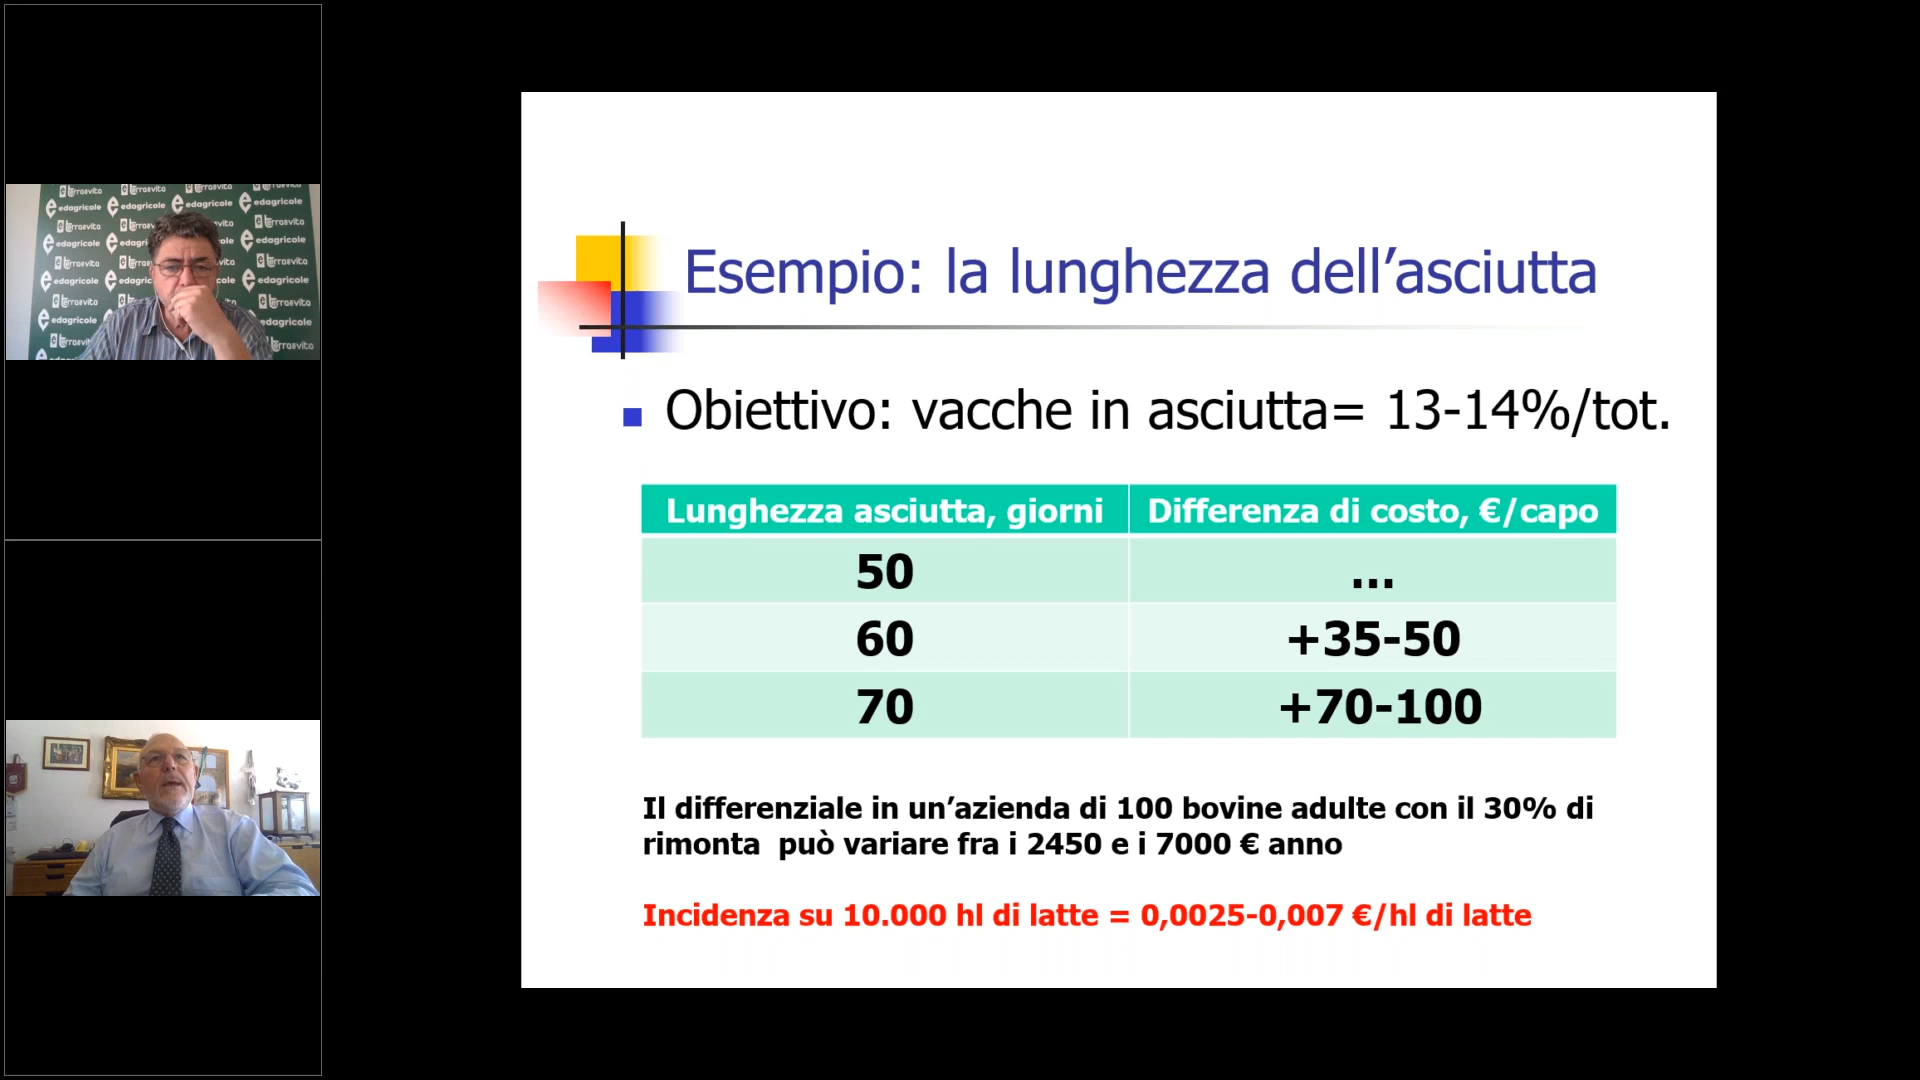 Esempio: la lunghezza dell’asciutta
Obiettivo: vacche in asciutta= 13-14%/tot.
Lunghezza asciutta, giorni Differenza di costo, €/capo
50 ...
60 +35-50
70 +70-100
Il differenziale in un’azienda di 100 bovine adulte con il 30% di
rimonta può variare fra i 2450 e i 7000 € anno
Incidenza su 10.000 hl di latte = 0,0025-0,007 €/hl di latte
edagricole
terraevita